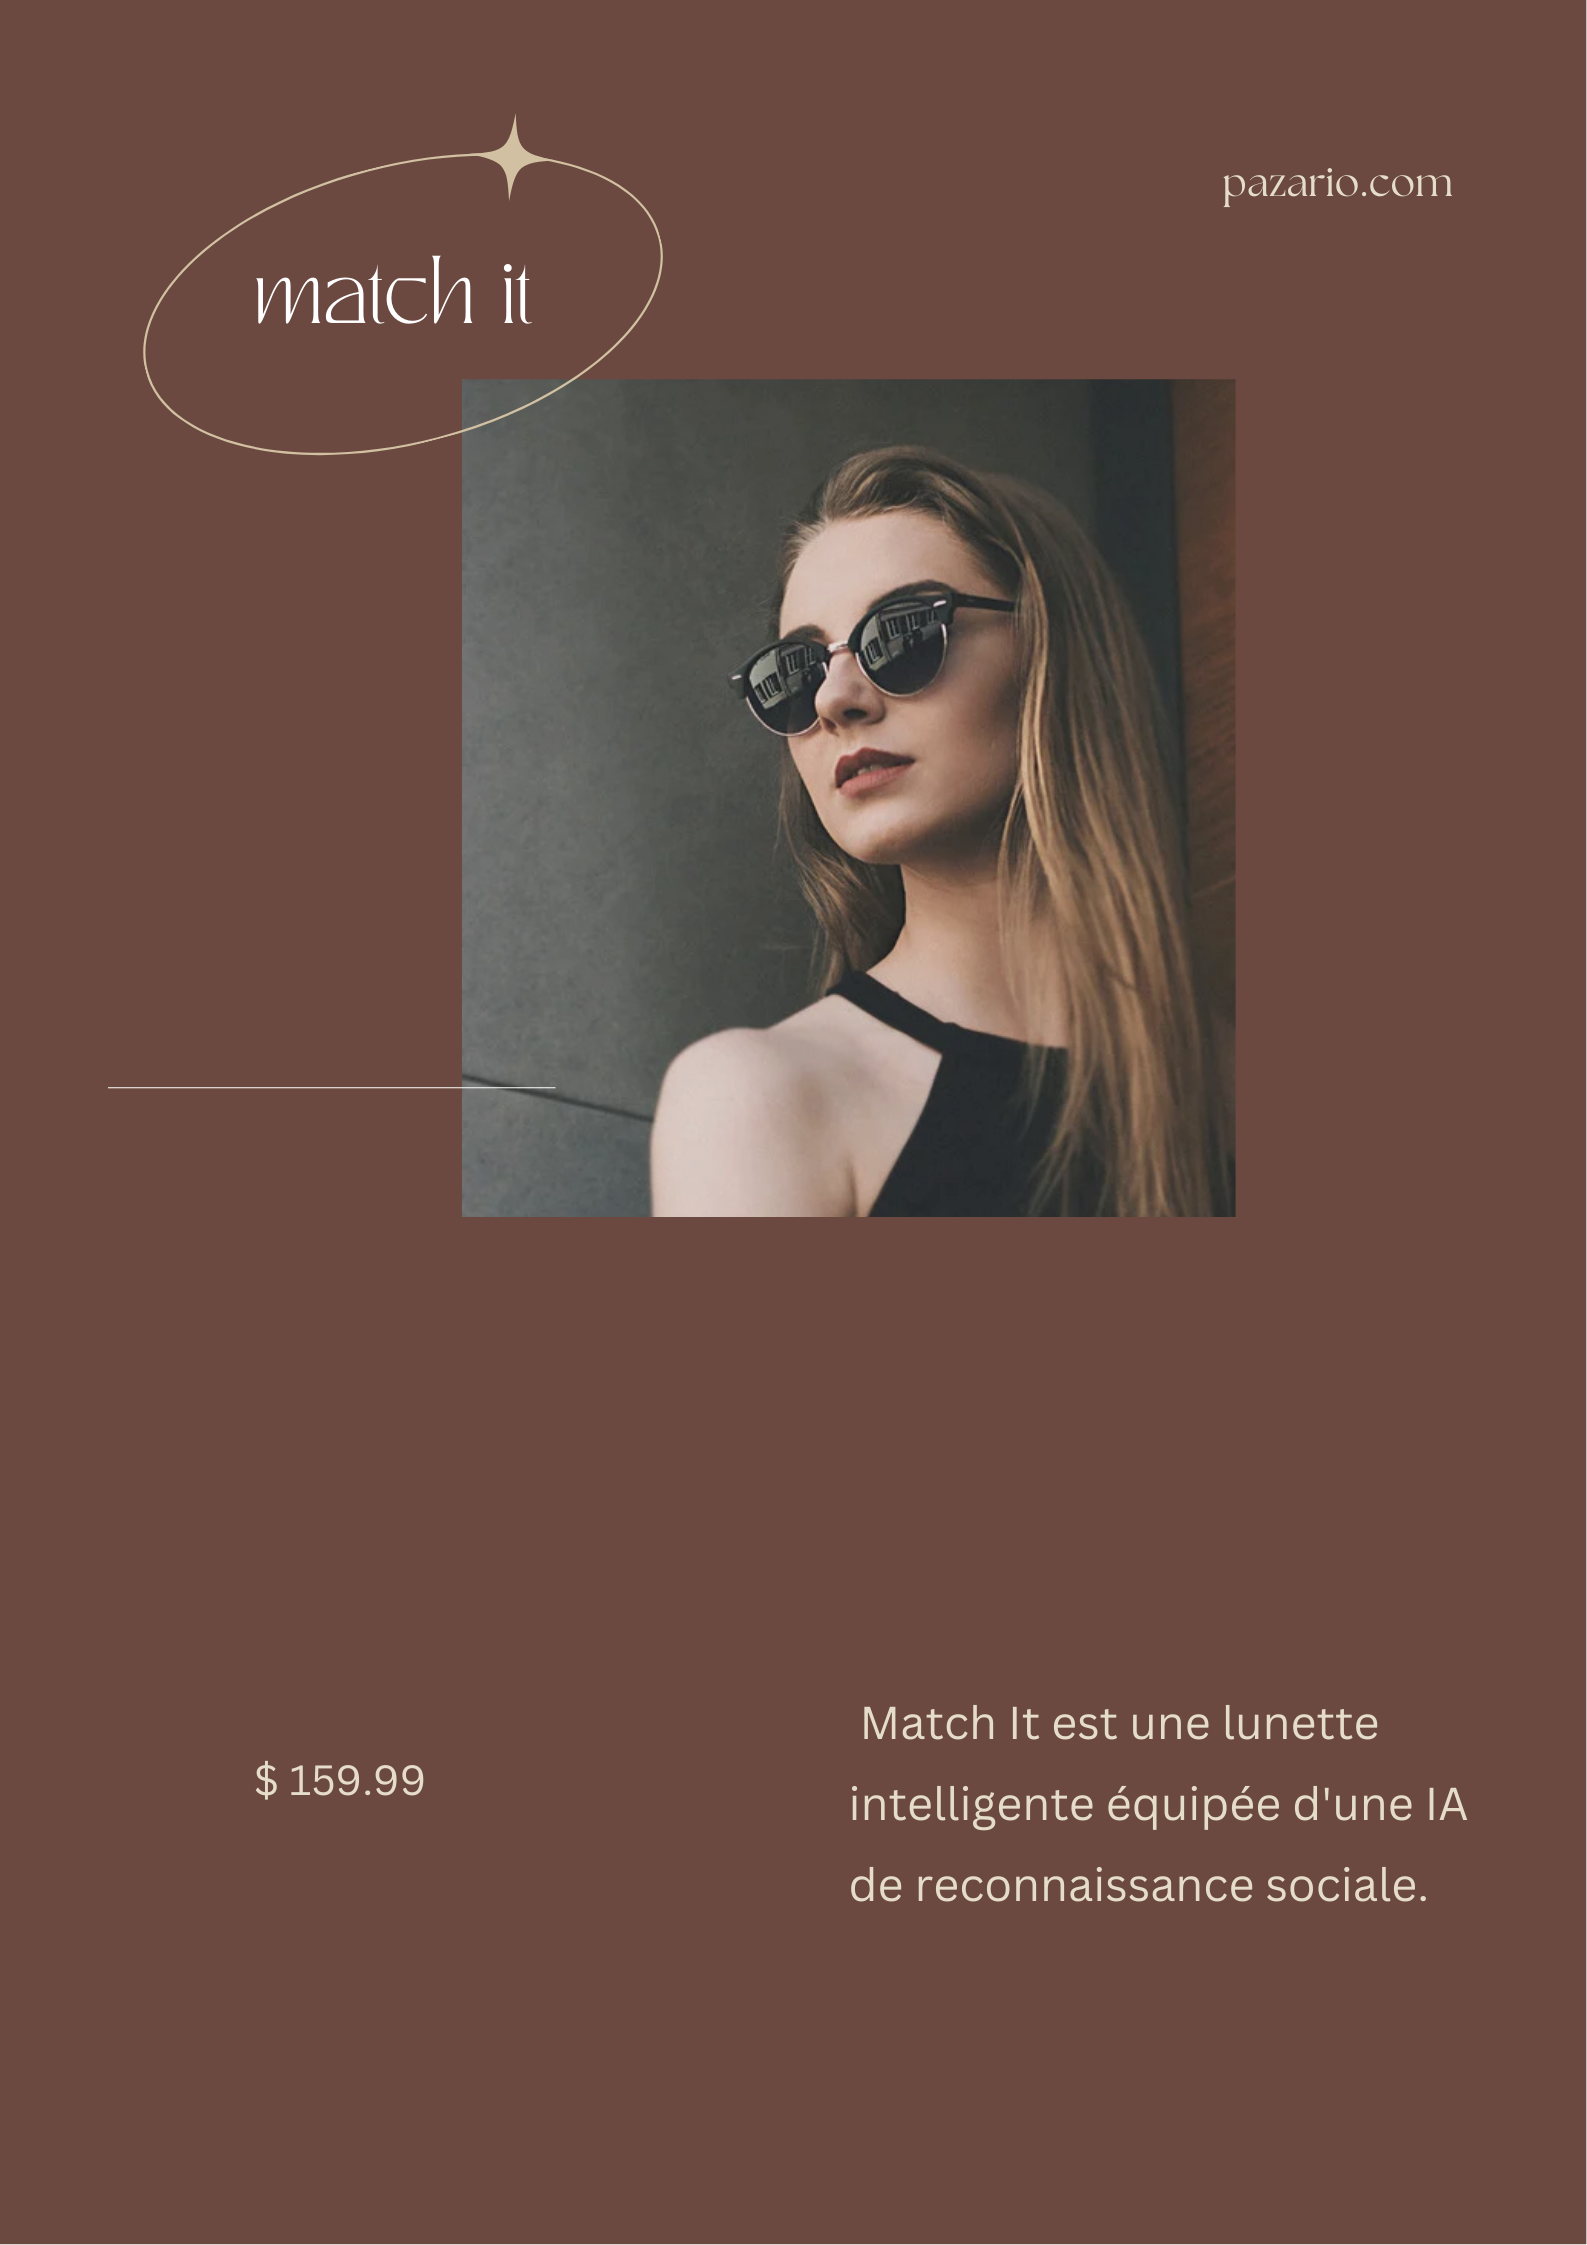 match it
pazario.com
$ 159.99
Match It est une lunette
intelligente équipée d'une IA
de reconnaissance sociale.